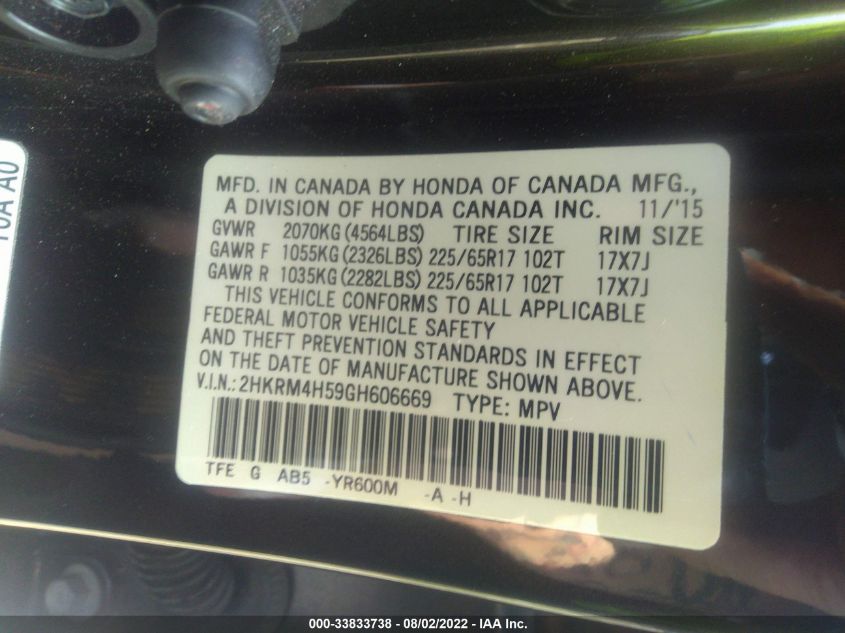 MFD. IN CANADA BY HONDA OF CANADA MFG.,
A DIVISION OF HONDA CANADA INC. 11/'15
GVWR 2070KG (4564LBS) TIRE SIZE RIM SIZE
GAWR F 1055KG (2326LBS) 225/65R17 102T 17X7J
GAWR R 1035KG (2282LBS) 225/65R17 102T 17X7J
THIS VEHICLE CONFORMS TO ALL APPLICABLE
FEDERAL MOTOR VEHICLE SAFETY
AND THEFT PREVENTION STANDARDS IN EFFECT
ON THE DATE OF MANUFACTURE SHOWN ABOVE.
V.I.N.: 2HKRM4H59GH606669 TYPE: MPV
TFE G AB5 -YR600M -A -H
000-33833738 - 08/02/2022 - IAA Inc.